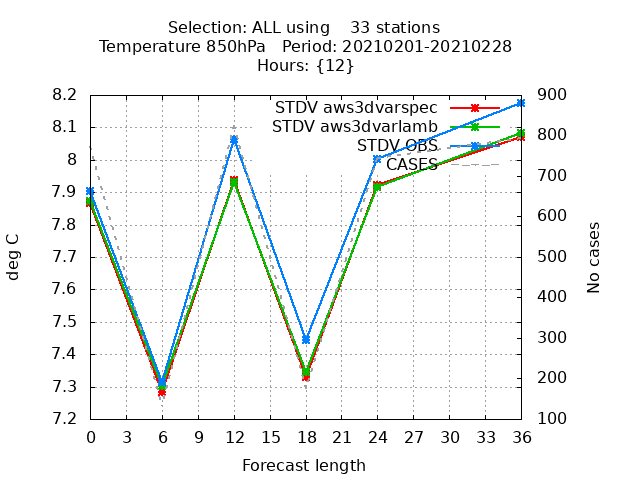 Selection: ALL using    33 stations
Temperature 850hPa   Period: 20210201-20210228
Hours: {12}
STDV aws3dvarspec
STDV aws3dvarlamb
STDV OBS
CASES
8.2
8.1
8
7.9
7.8
7.7
7.6
7.5
7.4
7.3
7.2
deg C
900
800
700
600
500
400
300
200
100
No cases
0 3 6 9 12 15 18 21 24 27 30 33 36
Forecast length